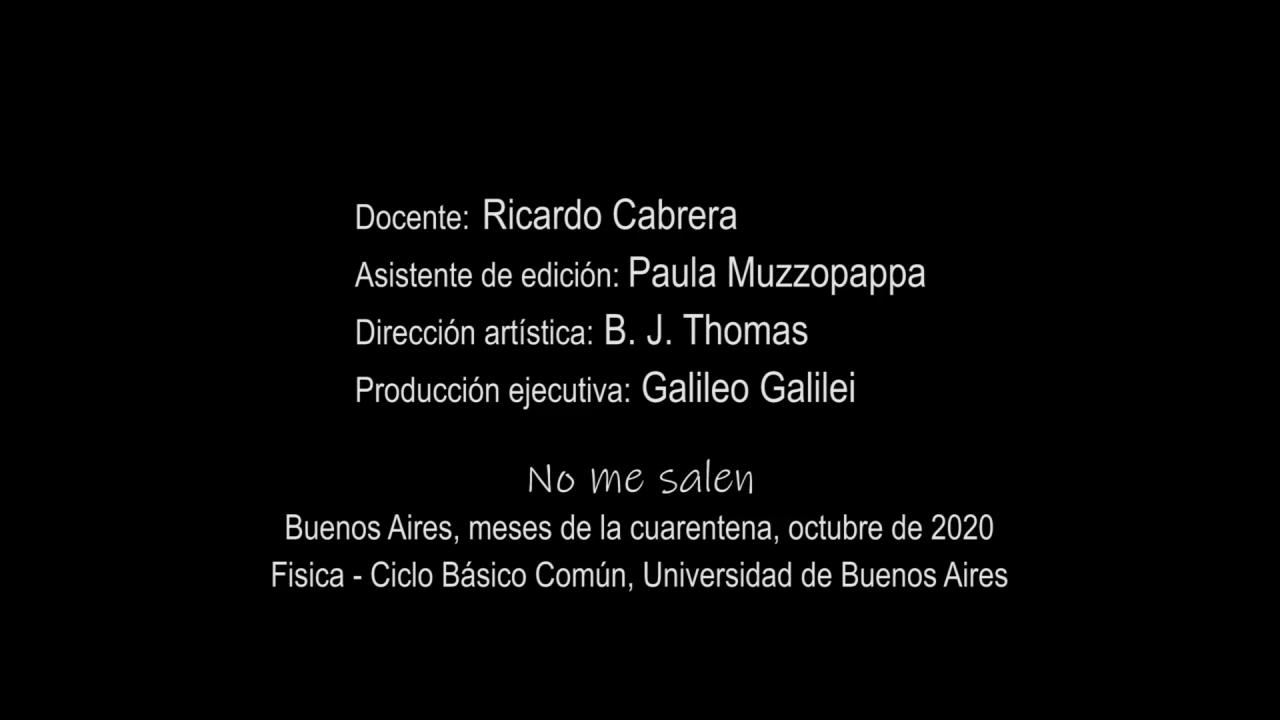 Docente: Ricardo Cabrera
Asistente de edición: Paula Muzzopappa
Dirección artística: B. J. Thomas
Producción ejecutiva: Galileo Galilei
No me salen
Buenos Aires, meses de la cuarentena, octubre de 2020
Fisica - Ciclo Básico Común, Universidad de Buenos Aires